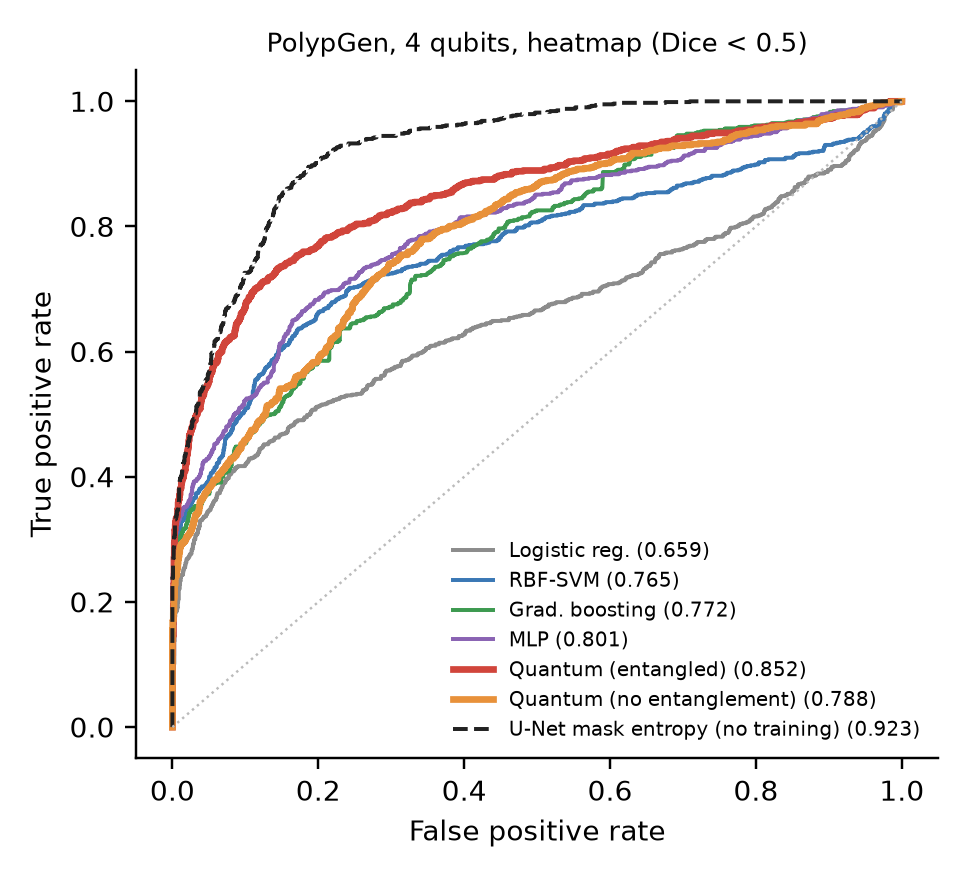 PolypGen, 4 qubits, heatmap (Dice < 0.5)
True positive rate
1.0
0.8
0.6
0.4
0.2
0.0
Logistic reg. (0.659)
RBF-SVM (0.765)
Grad. boosting (0.772)
MLP (0.801)
Quantum (entangled) (0.852)
Quantum (no entanglement) (0.788)
U-Net mask entropy (no training) (0.923)
0.0 0.2 0.4 0.6 0.8 1.0
False positive rate